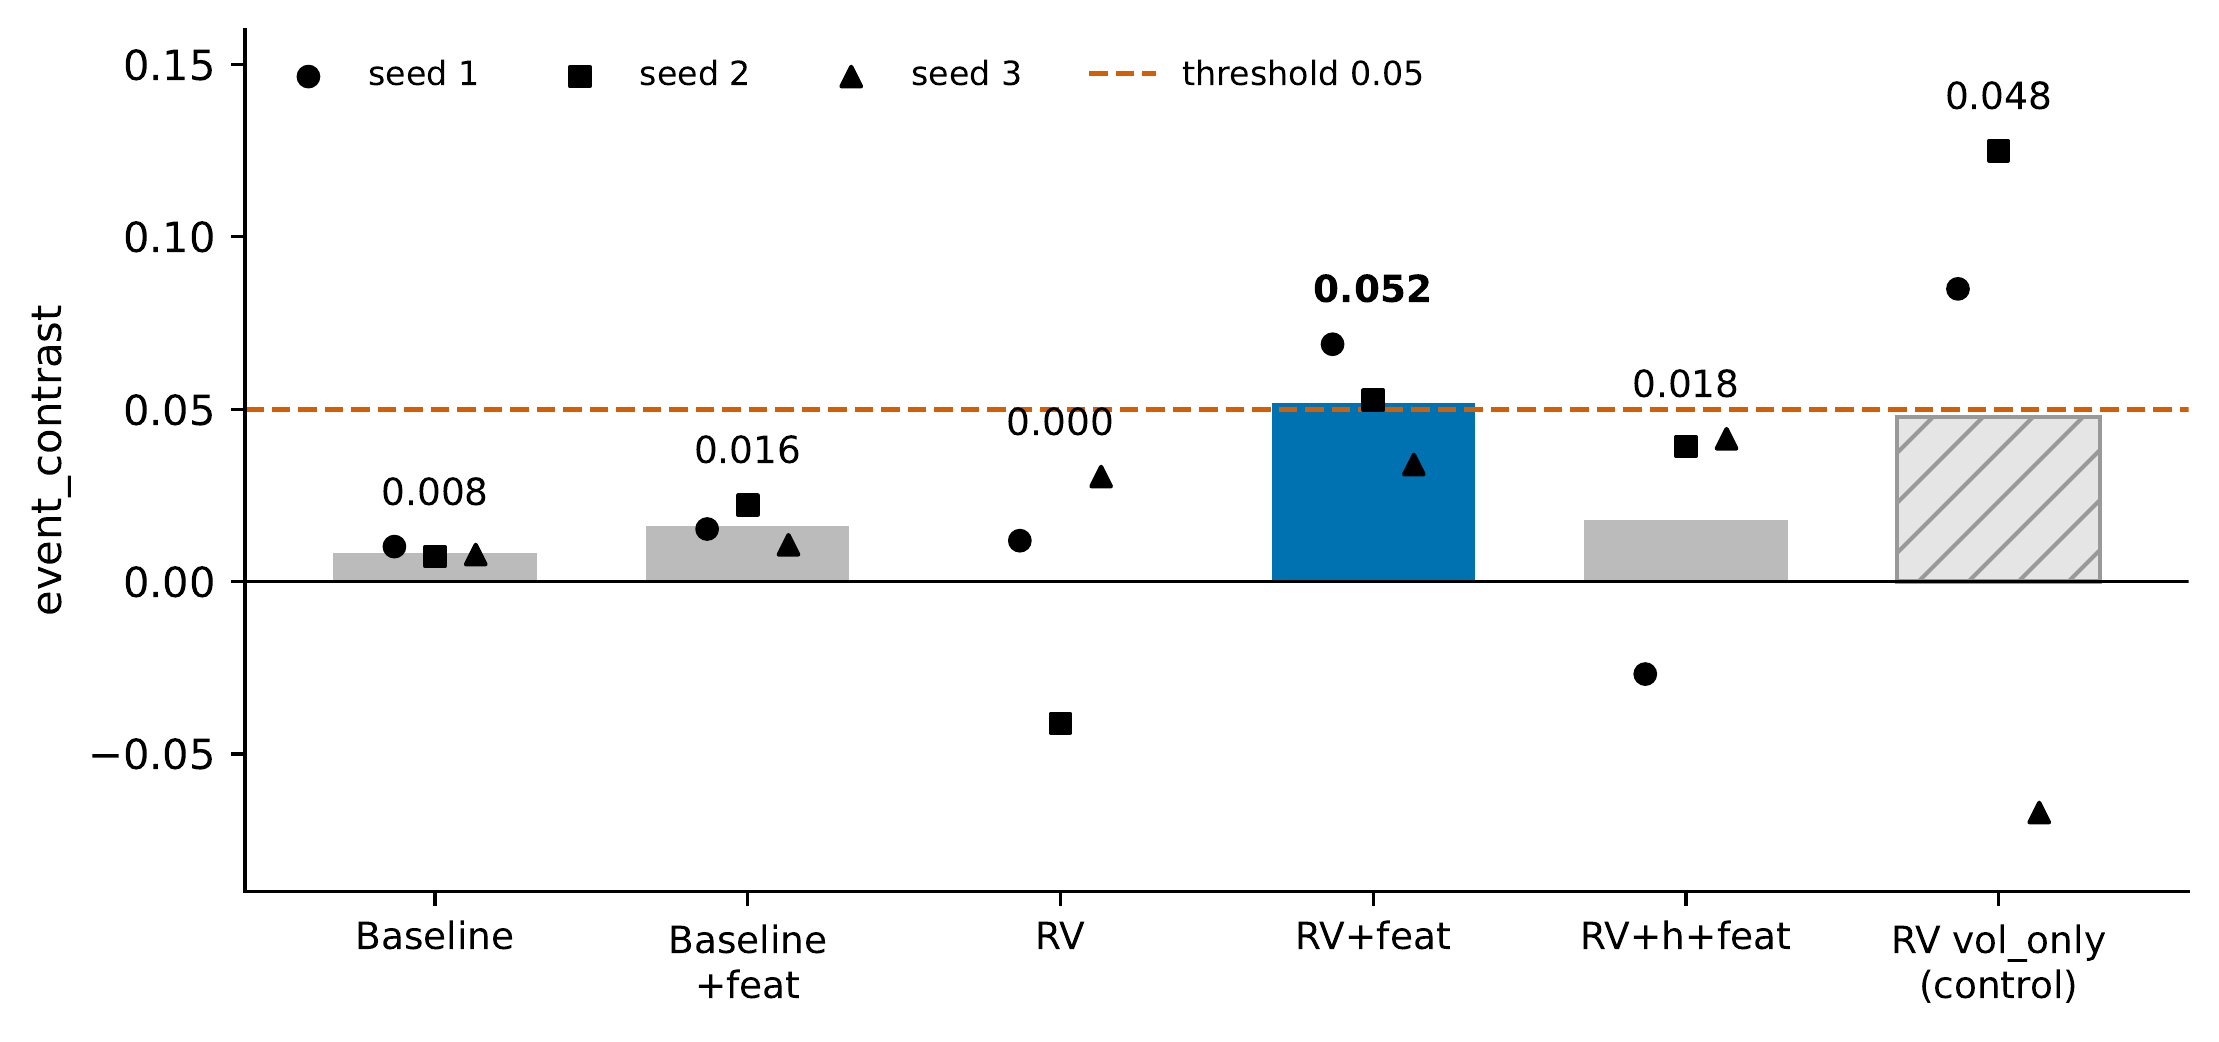 seed 1 seed 2 seed 3 threshold 0.05
0.15
0.10
0.05
0.00
−0.05
event_contrast
0.008
0.016
0.000
0.052
0.018
0.048
Baseline
Baseline
+feat
RV
RV+feat
RV+h+feat
RV vol_only
(control)